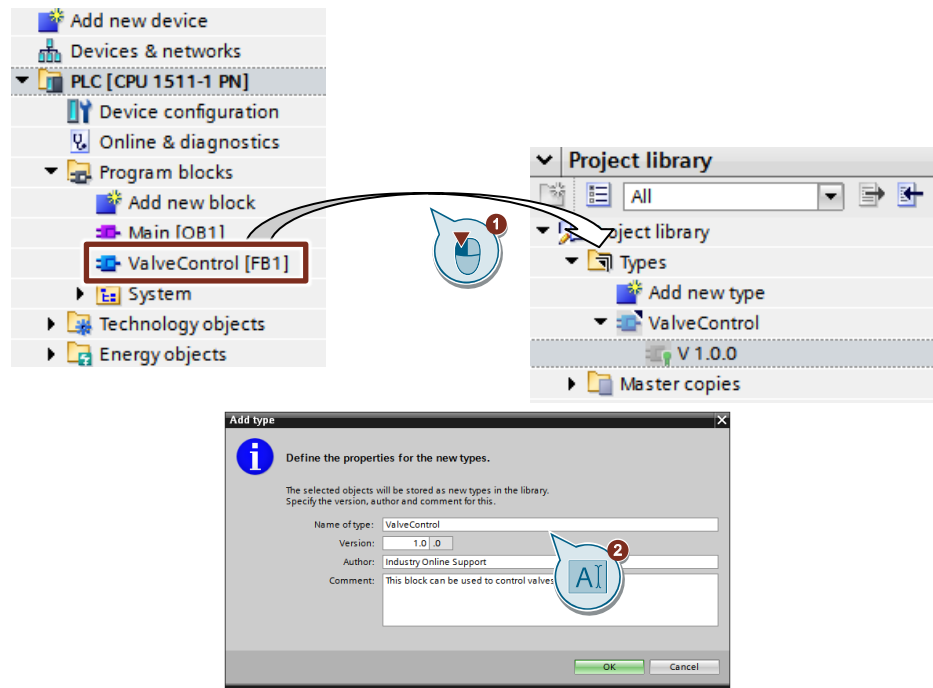 Add new device
Devices & networks
PLC [CPU 1511-1 PN]
Device configuration
Online & diagnostics
Program blocks
Add new block
Main [OB1]
ValveControl [FB1]
System
Technology objects
Energy objects
1
Project library
All
oject library
Types
Add new type
ValveControl
V 1.0.0
Master copies
Add type
Define the properties for the new types.
The selected objects will be stored as new types in the library.
Specify the version, author and comment for this.
Name of type: ValveControl
Version: 1.0 .0
Author: Industry Online Support
Comment: This block can be used to control valves
2
A
OK Cancel